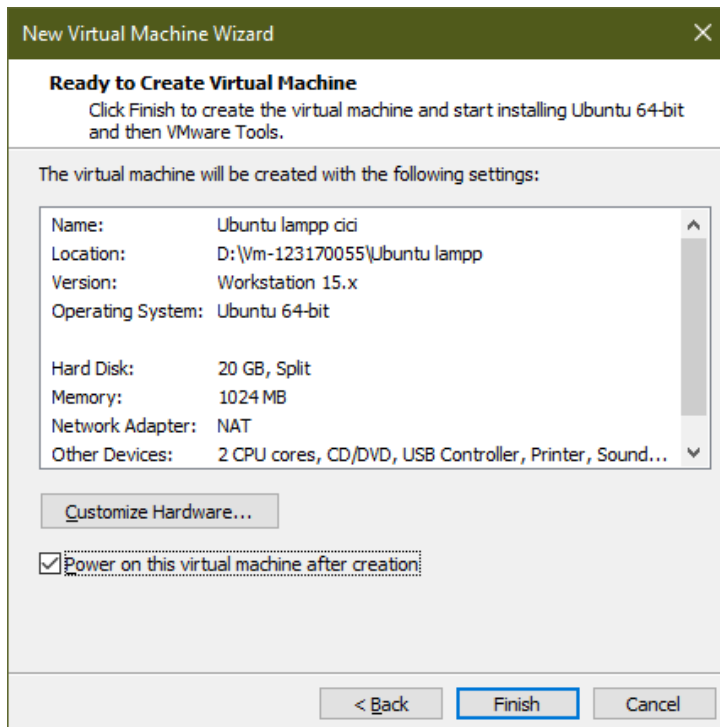 New Virtual Machine Wizard
Ready to Create Virtual Machine
Click Finish to create the virtual machine and start installing Ubuntu 64-bit
and then VMware Tools.
The virtual machine will be created with the following settings:
Name: Ubuntu lampp cici
Location: D:\Vm-123170055\Ubuntu lampp
Version: Workstation 15.x
Operating System: Ubuntu 64-bit
Hard Disk: 20 GB, Split
Memory: 1024 MB
Network Adapter: NAT
Other Devices: 2 CPU cores, CD/DVD, USB Controller, Printer, Sound...
Customize Hardware...
Power on this virtual machine after creation
< Back Finish Cancel